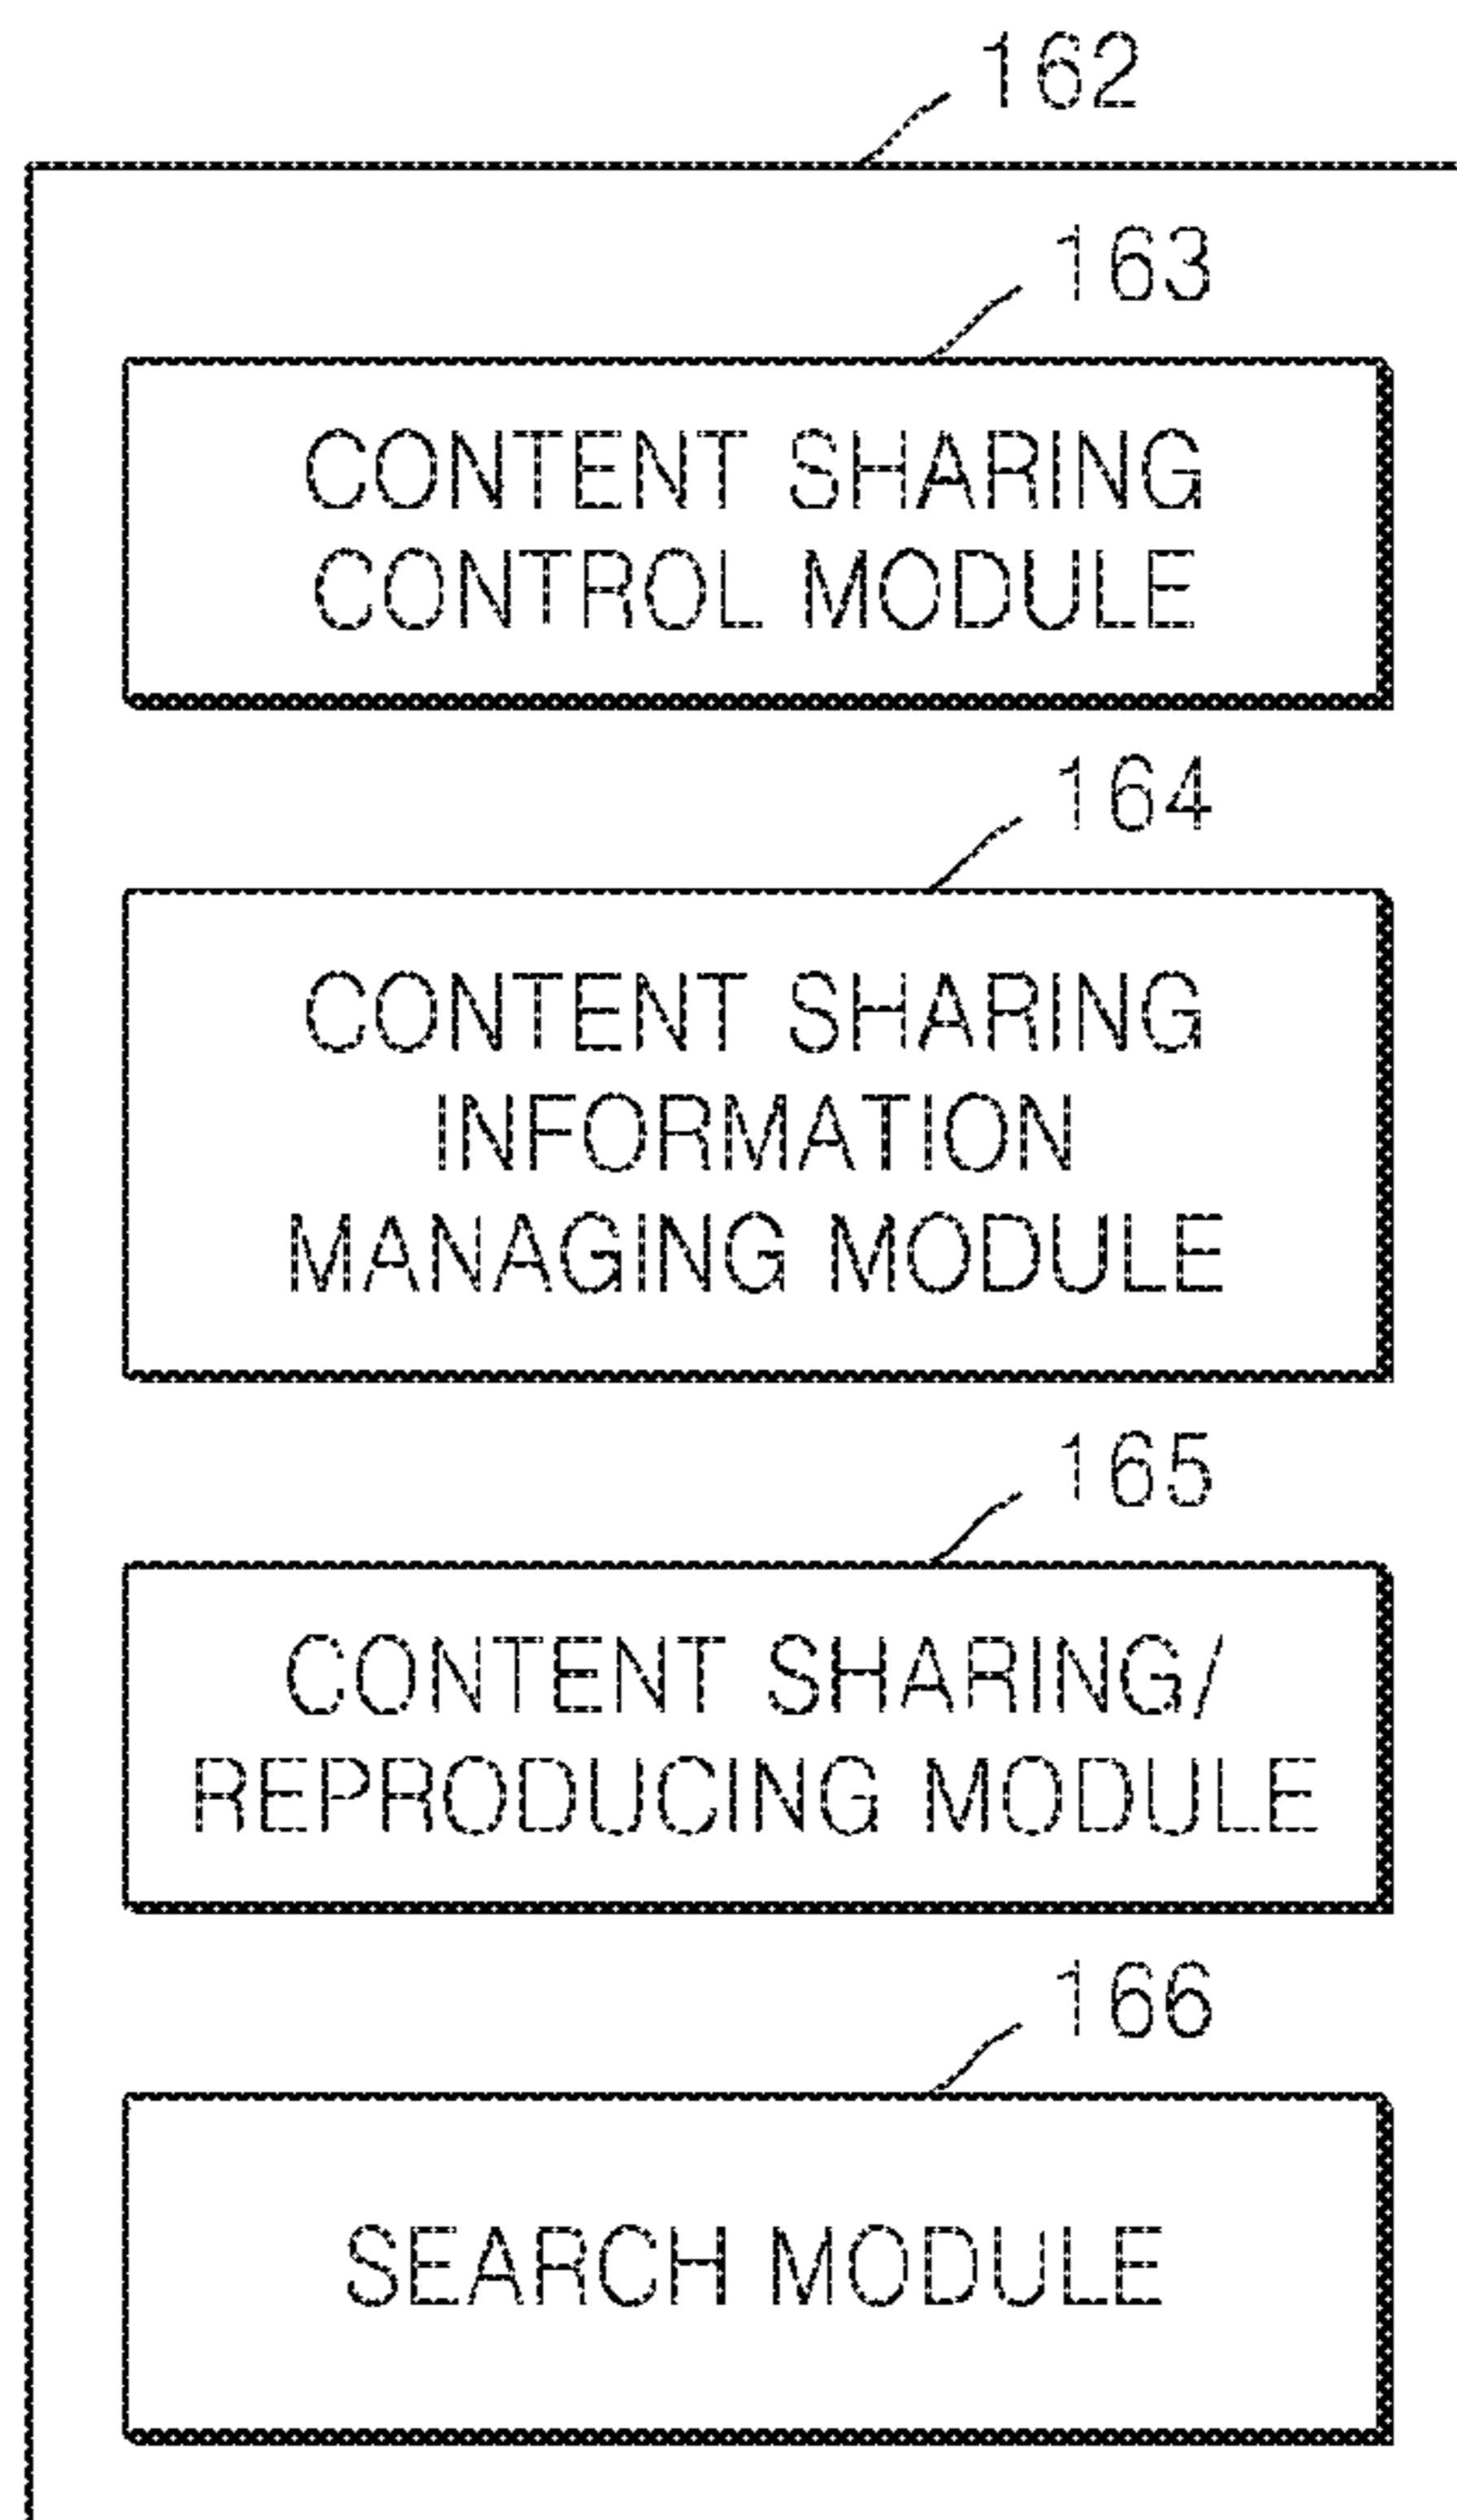 162
163
CONTENT SHARING
CONTROL MODULE
164
CONTENT SHARING
INFORMATION
MANAGING MODULE
165
CONTENT SHARING/
REPRODUCING MODULE
166
SEARCH MODULE